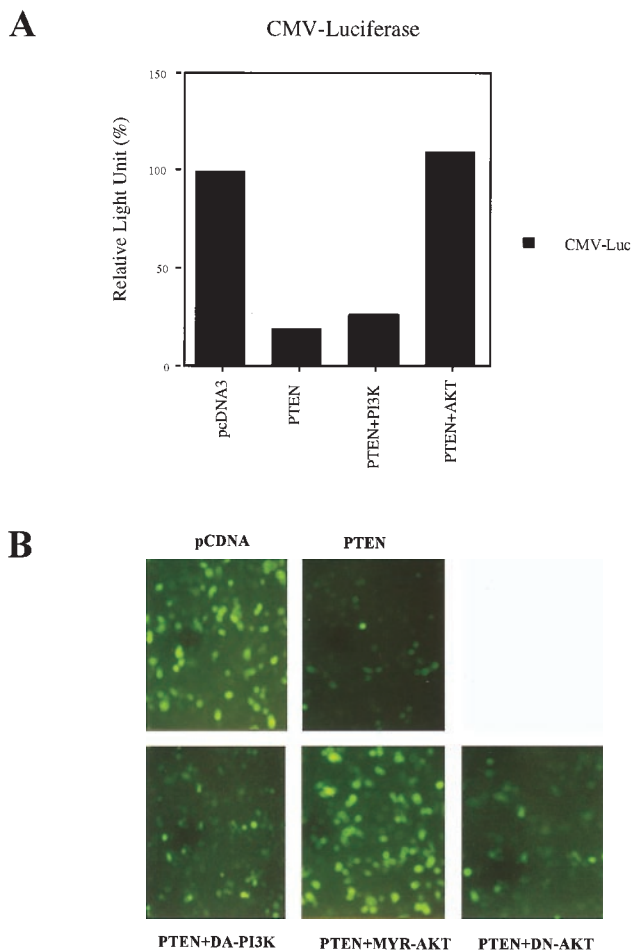 A
CMV-Luciferase
Relative Light Unit (%)
150
100
50
0
pcDNA3
PTEN
PTEN+PI3K
PTEN+AKT
CMV-Luc
B
pCDNA
PTEN
PTEN+DA-PI3K
PTEN+MYR-AKT
PTEN+DN-AKT